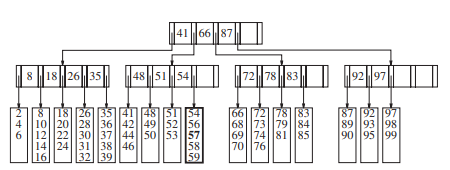 41 66 87
8 18 26 35 48 51 54 72 78 83 92 97
2 8 18 26 35 41 48 51 54 66 72 78 83 87 92 97
4 10 20 28 36 42 49 52 56 68 73 79 84 89 93 98
6 12 22 30 37 44 50 53 57 69 74 81 85 90 95 99
14 24 31 38 46 58 70 76
16 32 39 59